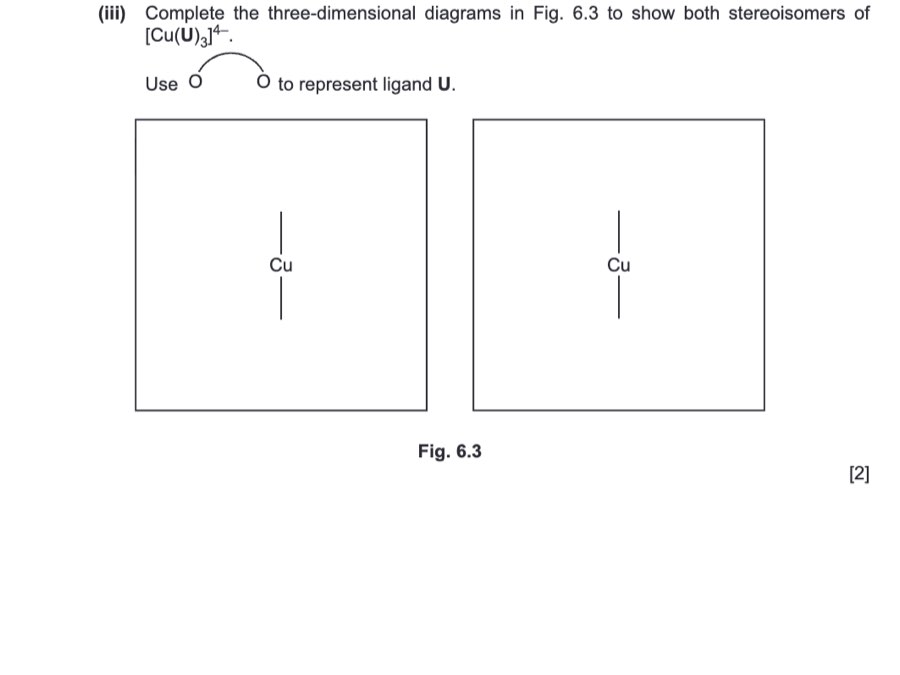 (iii) Complete the three-dimensional diagrams in Fig. 6.3 to show both stereoisomers of
[Cu(U)₃]⁴⁻.
Use O O to represent ligand U.
Cu Cu
Fig. 6.3
[2]